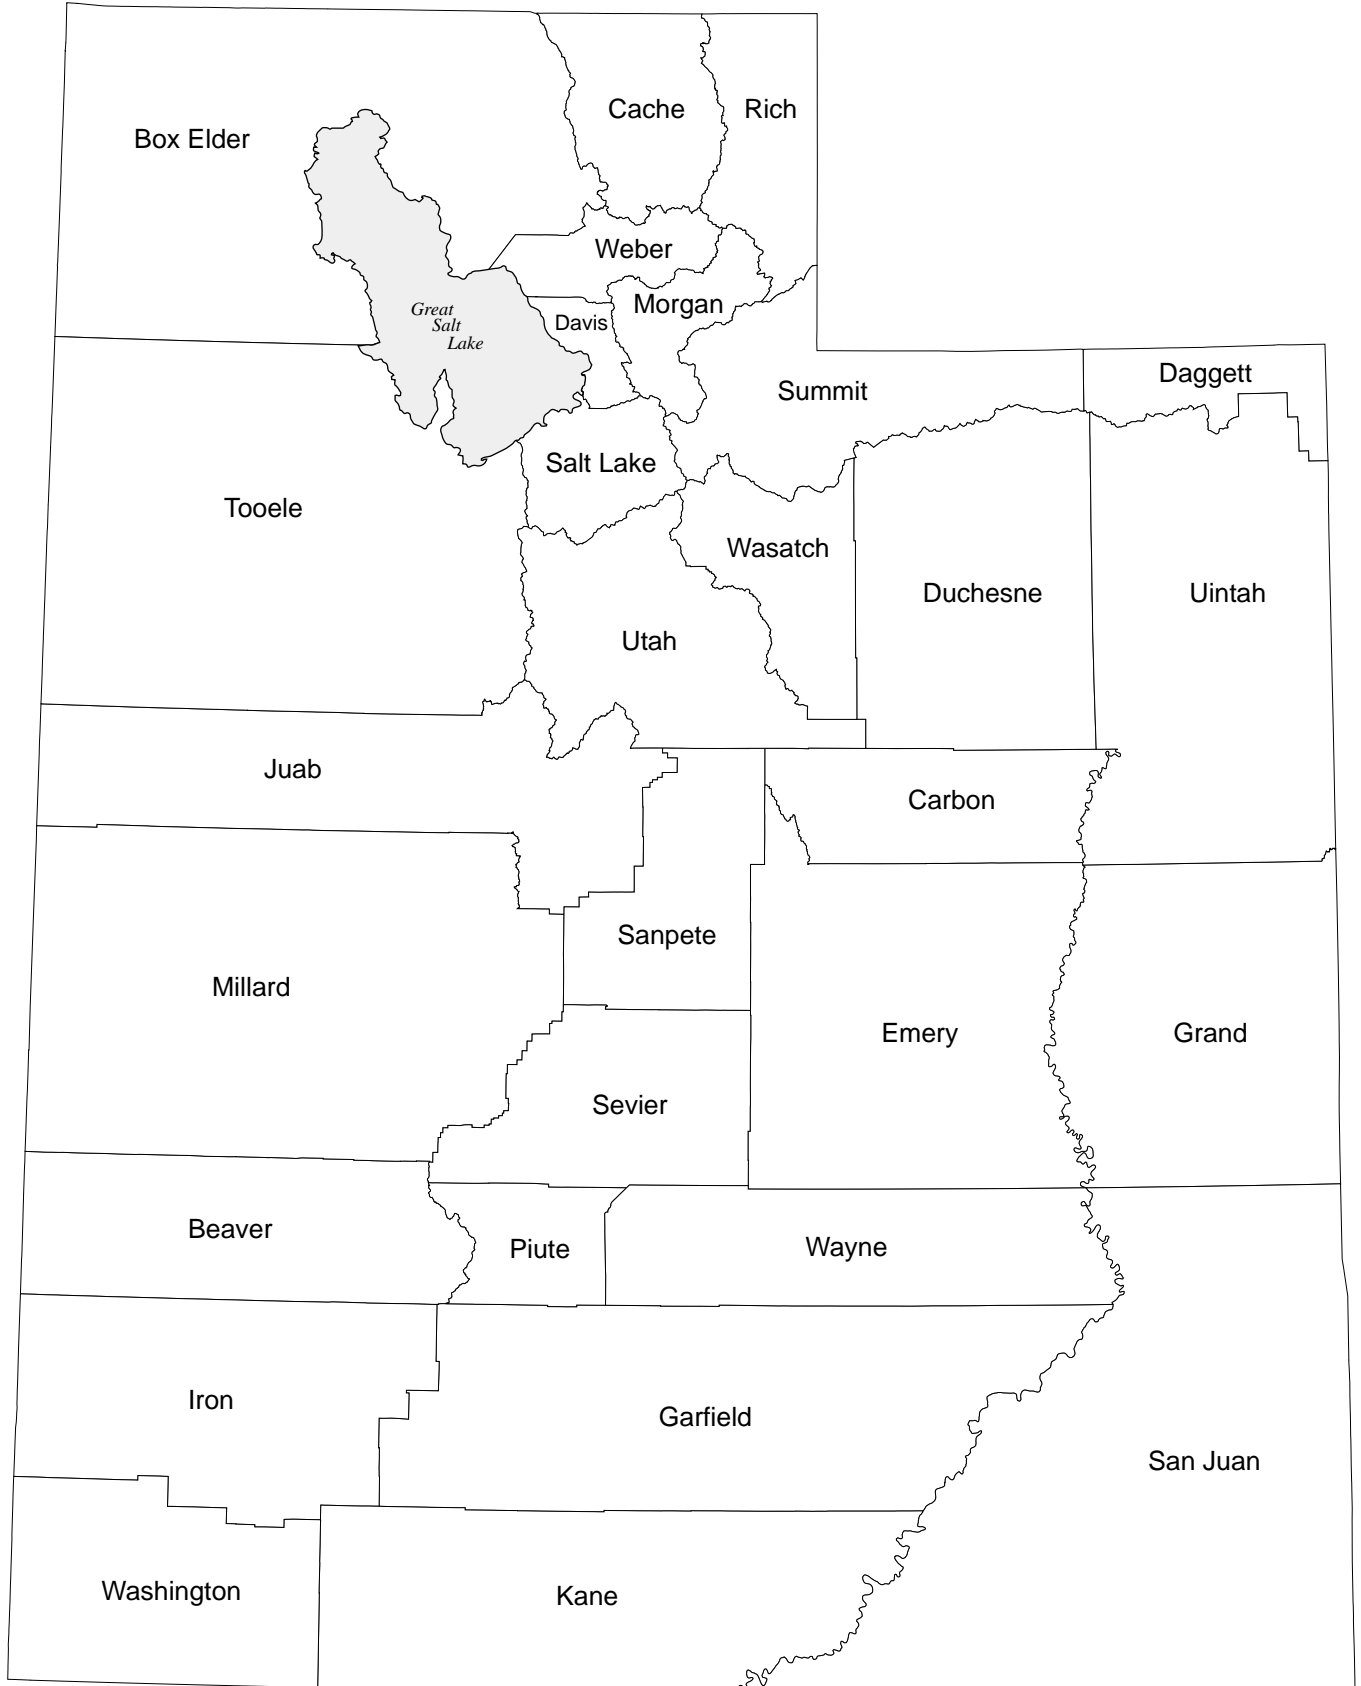 Cache
Rich
Box Elder
Weber
Morgan
Great
Salt
Lake
Davis
Daggett
Summit
Salt Lake
Tooele
Wasatch
Duchesne
Uintah
Utah
Juab
Carbon
Sanpete
Millard
Emery
Grand
Sevier
Beaver
Piute
Wayne
Iron
Garfield
San Juan
Washington
Kane